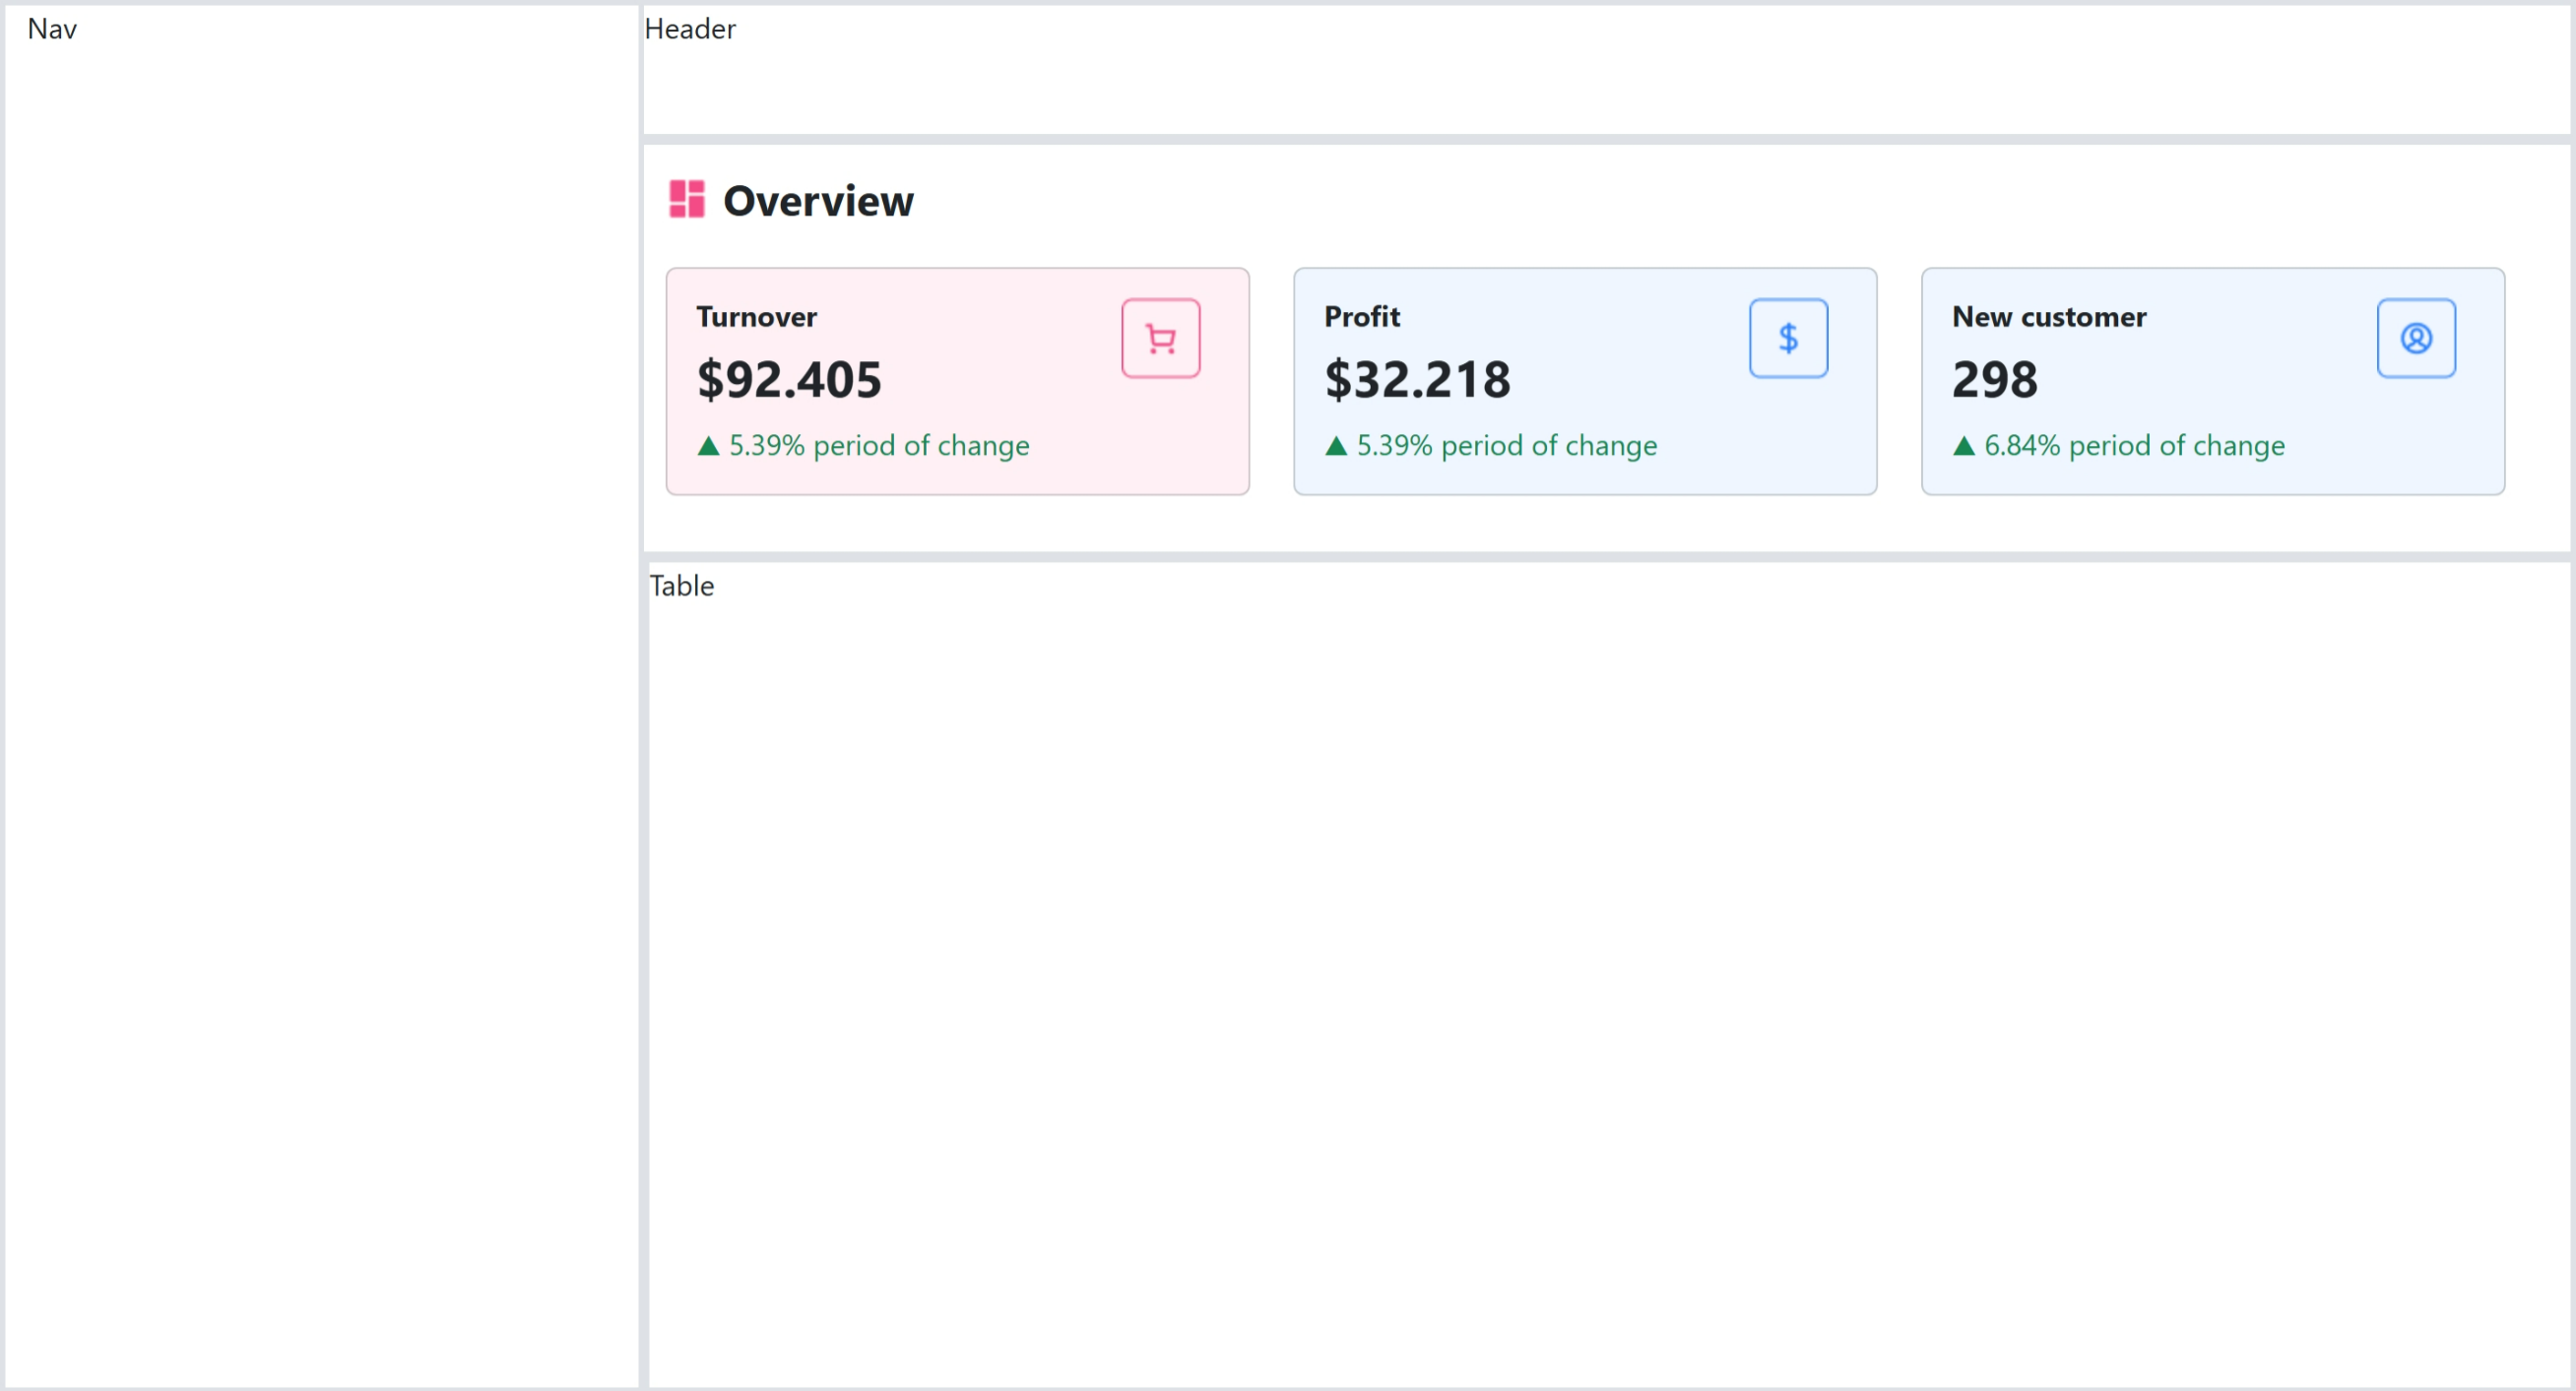 Nav
Header
Overview
Turnover
$92.405
▲ 5.39% period of change
Profit
$32.218
▲ 5.39% period of change
New customer
298
▲ 6.84% period of change
Table